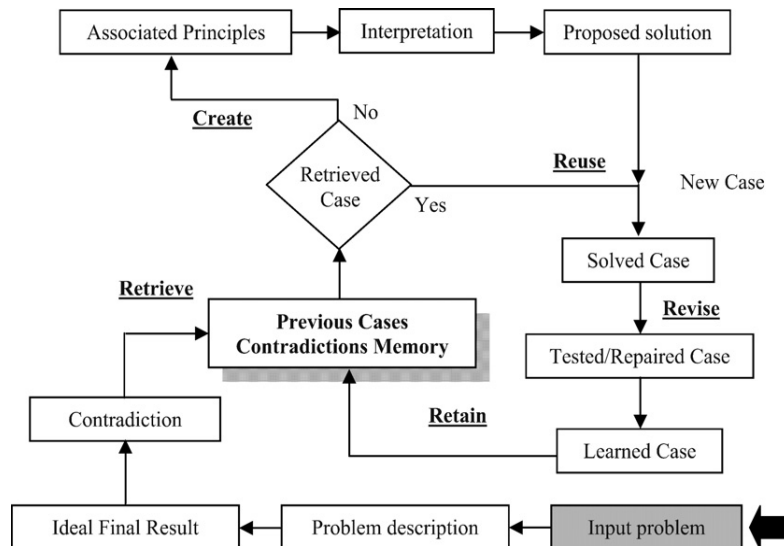 Associated Principles
Interpretation
Proposed solution
Create
No
Retrieved
Case
Reuse
New Case
Yes
Solved Case
Retrieve
Previous Cases
Contradictions Memory
Revise
Tested/Repaired Case
Contradiction
Retain
Learned Case
Ideal Final Result
Problem description
Input problem